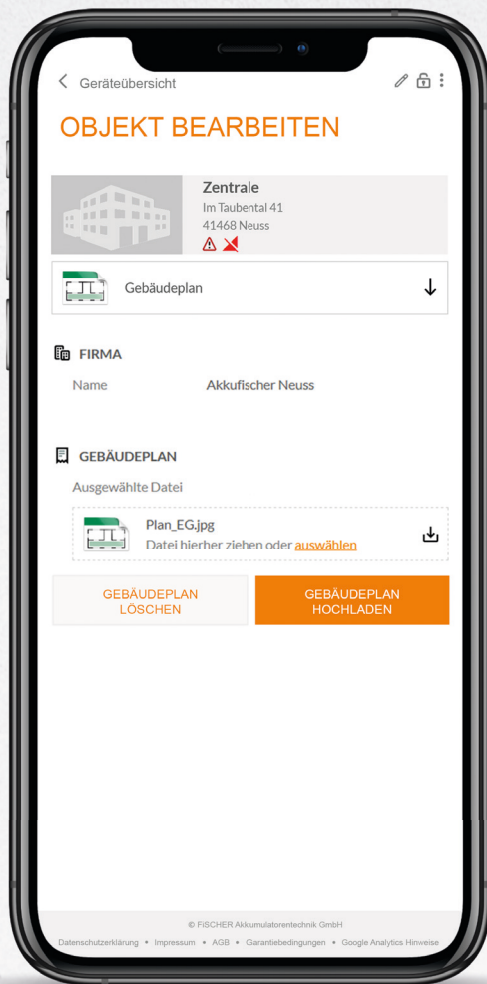 Geräteübersicht
OBJEKT BEARBEITEN
Zentrale
Im Taubental 41
41468 Neuss
Gebäudeplan
FIRMA
Name Akkufischer Neuss
GEBÄUDEPLAN
Ausgewählte Datei
Plan_EG.jpg
Datei hierher ziehen oder auswählen
GEBÄUDEPLAN
LÖSCHEN
GEBÄUDEPLAN
HOCHLADEN
© FiSCHER Akkumulatorentechnik GmbH
Datenschutzerklärung • Impressum • AGB • Garantiebedingungen • Google Analytics Hinweise